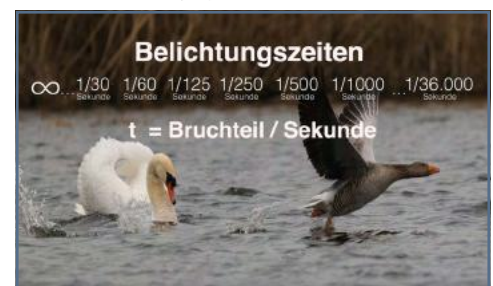 Belichtungszeiten
∞...1/30 1/60 1/125 1/250 1/500 1/1000 ...1/36.000
Sekunde Sekunde Sekunde Sekunde Sekunde Sekunde Sekunde
t = Bruchteil / Sekunde